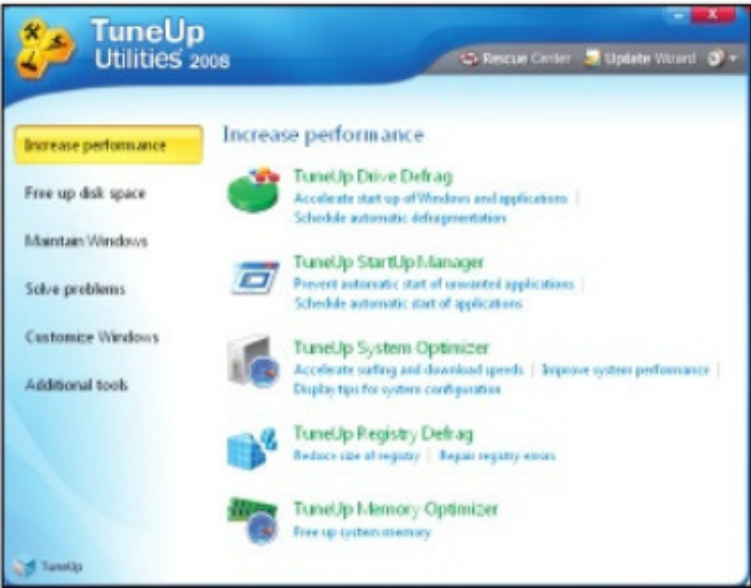 TuneUp
Utilities 2008
Rescue Center
Update Wizard
Increase performance
Free up disk space
Maintain Windows
Solve problems
Customize Windows
Additional tools
Increase performance
TuneUp Drive Defrag
Accelerate start up of Windows and applications |
Schedule automatic defragmentation
TuneUp StartUp Manager
Prevent automatic start of unwanted applications |
Schedule automatic start of applications
TuneUp System Optimizer
Accelerate surfing and download speeds | Improve system performance |
Display tips for system configuration
TuneUp Registry Defrag
Reduce size of registry | Repair registry errors
TuneUp Memory Optimizer
Free up system memory
TuneUp